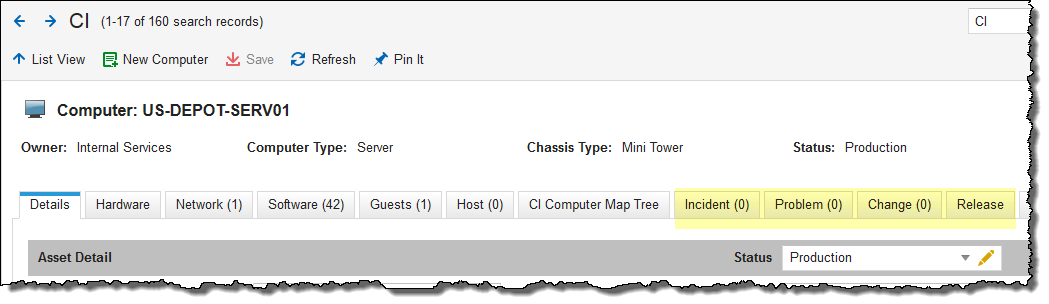 CI (1-17 of 160 search records) CI
List View New Computer Save Refresh Pin It
Computer: US-DEPOT-SERV01
Owner: Internal Services Computer Type: Server Chassis Type: Mini Tower Status: Production
Details Hardware Network (1) Software (42) Guests (1) Host (0) CI Computer Map Tree Incident (0) Problem (0) Change (0) Release
Asset Detail Status Production